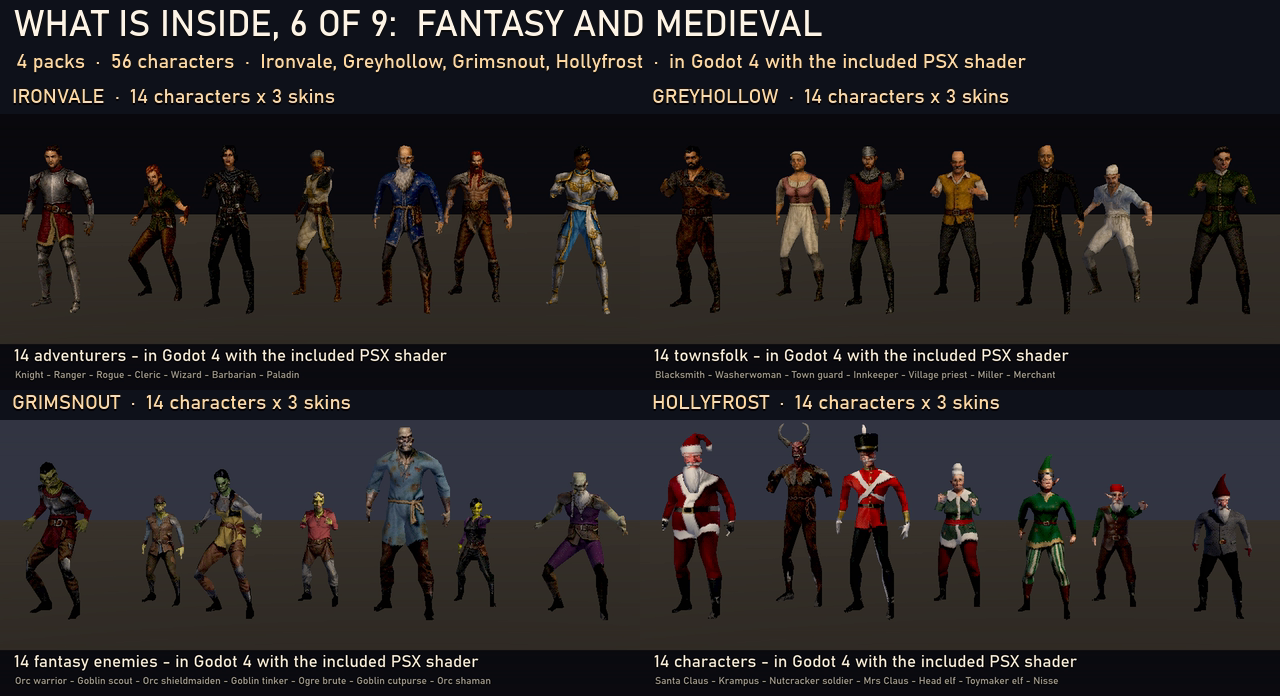 WHAT IS INSIDE, 6 OF 9: FANTASY AND MEDIEVAL
4 packs · 56 characters · Ironvale, Greyhollow, Grimsnout, Hollyfrost · in Godot 4 with the included PSX shader
IRONVALE · 14 characters x 3 skins
14 adventurers - in Godot 4 with the included PSX shader
Knight - Ranger - Rogue - Cleric - Wizard - Barbarian - Paladin
GREYHOLLOW · 14 characters x 3 skins
14 townsfolk - in Godot 4 with the included PSX shader
Blacksmith - Washerwoman - Town guard - Innkeeper - Village priest - Miller - Merchant
GRIMSNOUT · 14 characters x 3 skins
14 fantasy enemies - in Godot 4 with the included PSX shader
Orc warrior - Goblin scout - Orc shieldmaiden - Goblin tinker - Ogre brute - Goblin cutpurse - Orc shaman
HOLLYFROST · 14 characters x 3 skins
14 characters - in Godot 4 with the included PSX shader
Santa Claus - Krampus - Nutcracker soldier - Mrs Claus - Head elf - Toymaker elf - Nisse